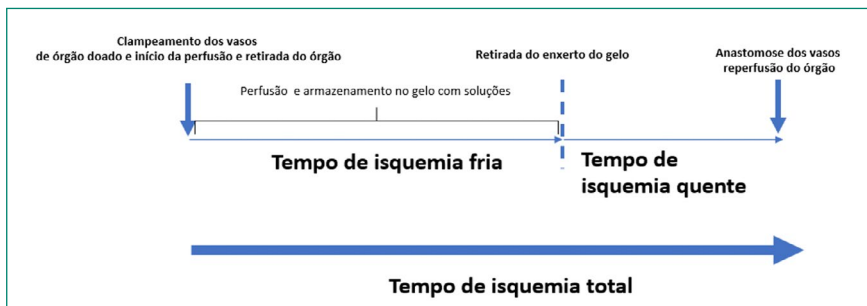 Clampeamento dos vasos
de órgão doado e início da perfusão e retirada do órgão
Retirada do enxerto do gelo
Anastomose dos vasos
reperfusão do órgão
Perfusão e armazenamento no gelo com soluções
Tempo de isquemia fria
Tempo de
isquemia quente
Tempo de isquemia total